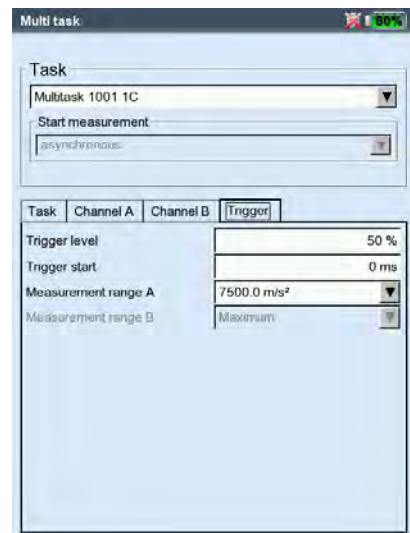 Multi task 80%
Task
Multitask 1001 1C
Start measurement
asynchronous
Task Channel A Channel B Trigger
Trigger level 50 %
Trigger start 0 ms
Measurement range A 7500.0 m/s²
Measurement range B Maximum